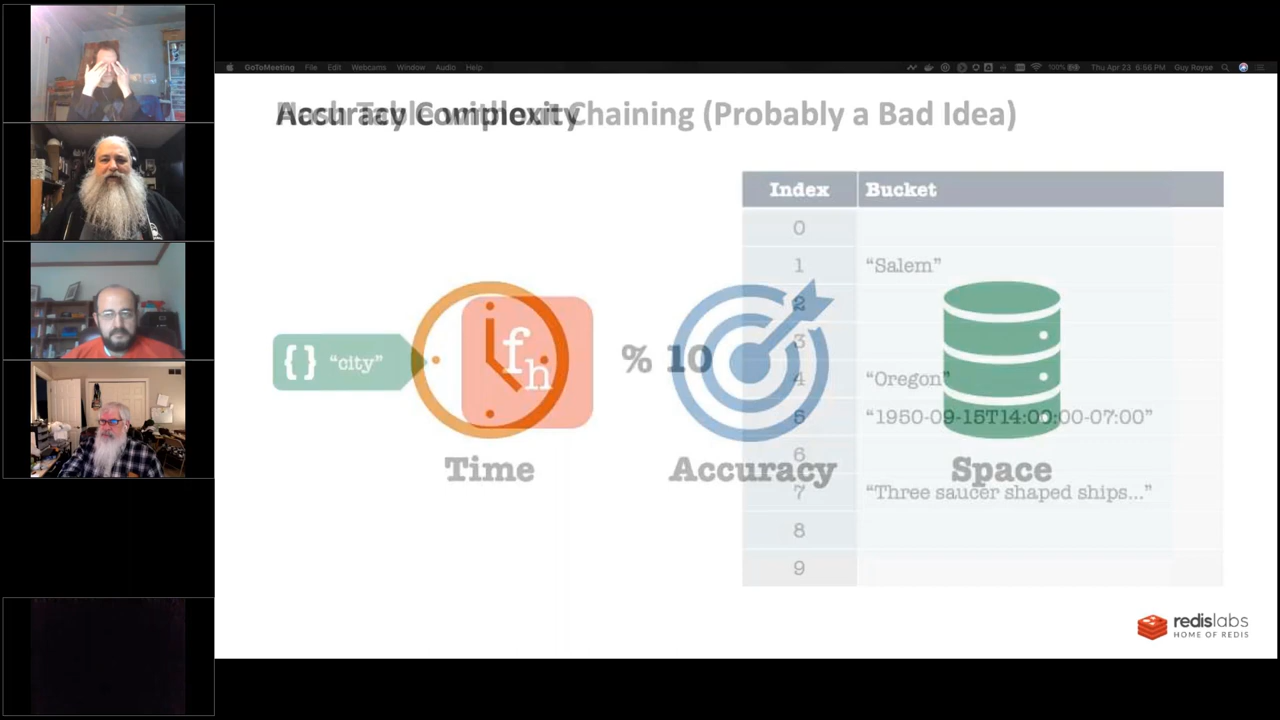 GoToMeeting File Edit Webcams Window Audio Help 100% Thu Apr 23 6:56 PM Guy Royse
Accuracy Complexity
Chaining (Probably a Bad Idea)
Index Bucket
0
1 “Salem”
2
3
{} “city” fh % 10
4 “Oregon”
5 “1950-09-15T14:00:00-07:00”
6
Time Accuracy Space
7 “Three saucer shaped ships...”
8
9
redislabs
HOME OF REDIS